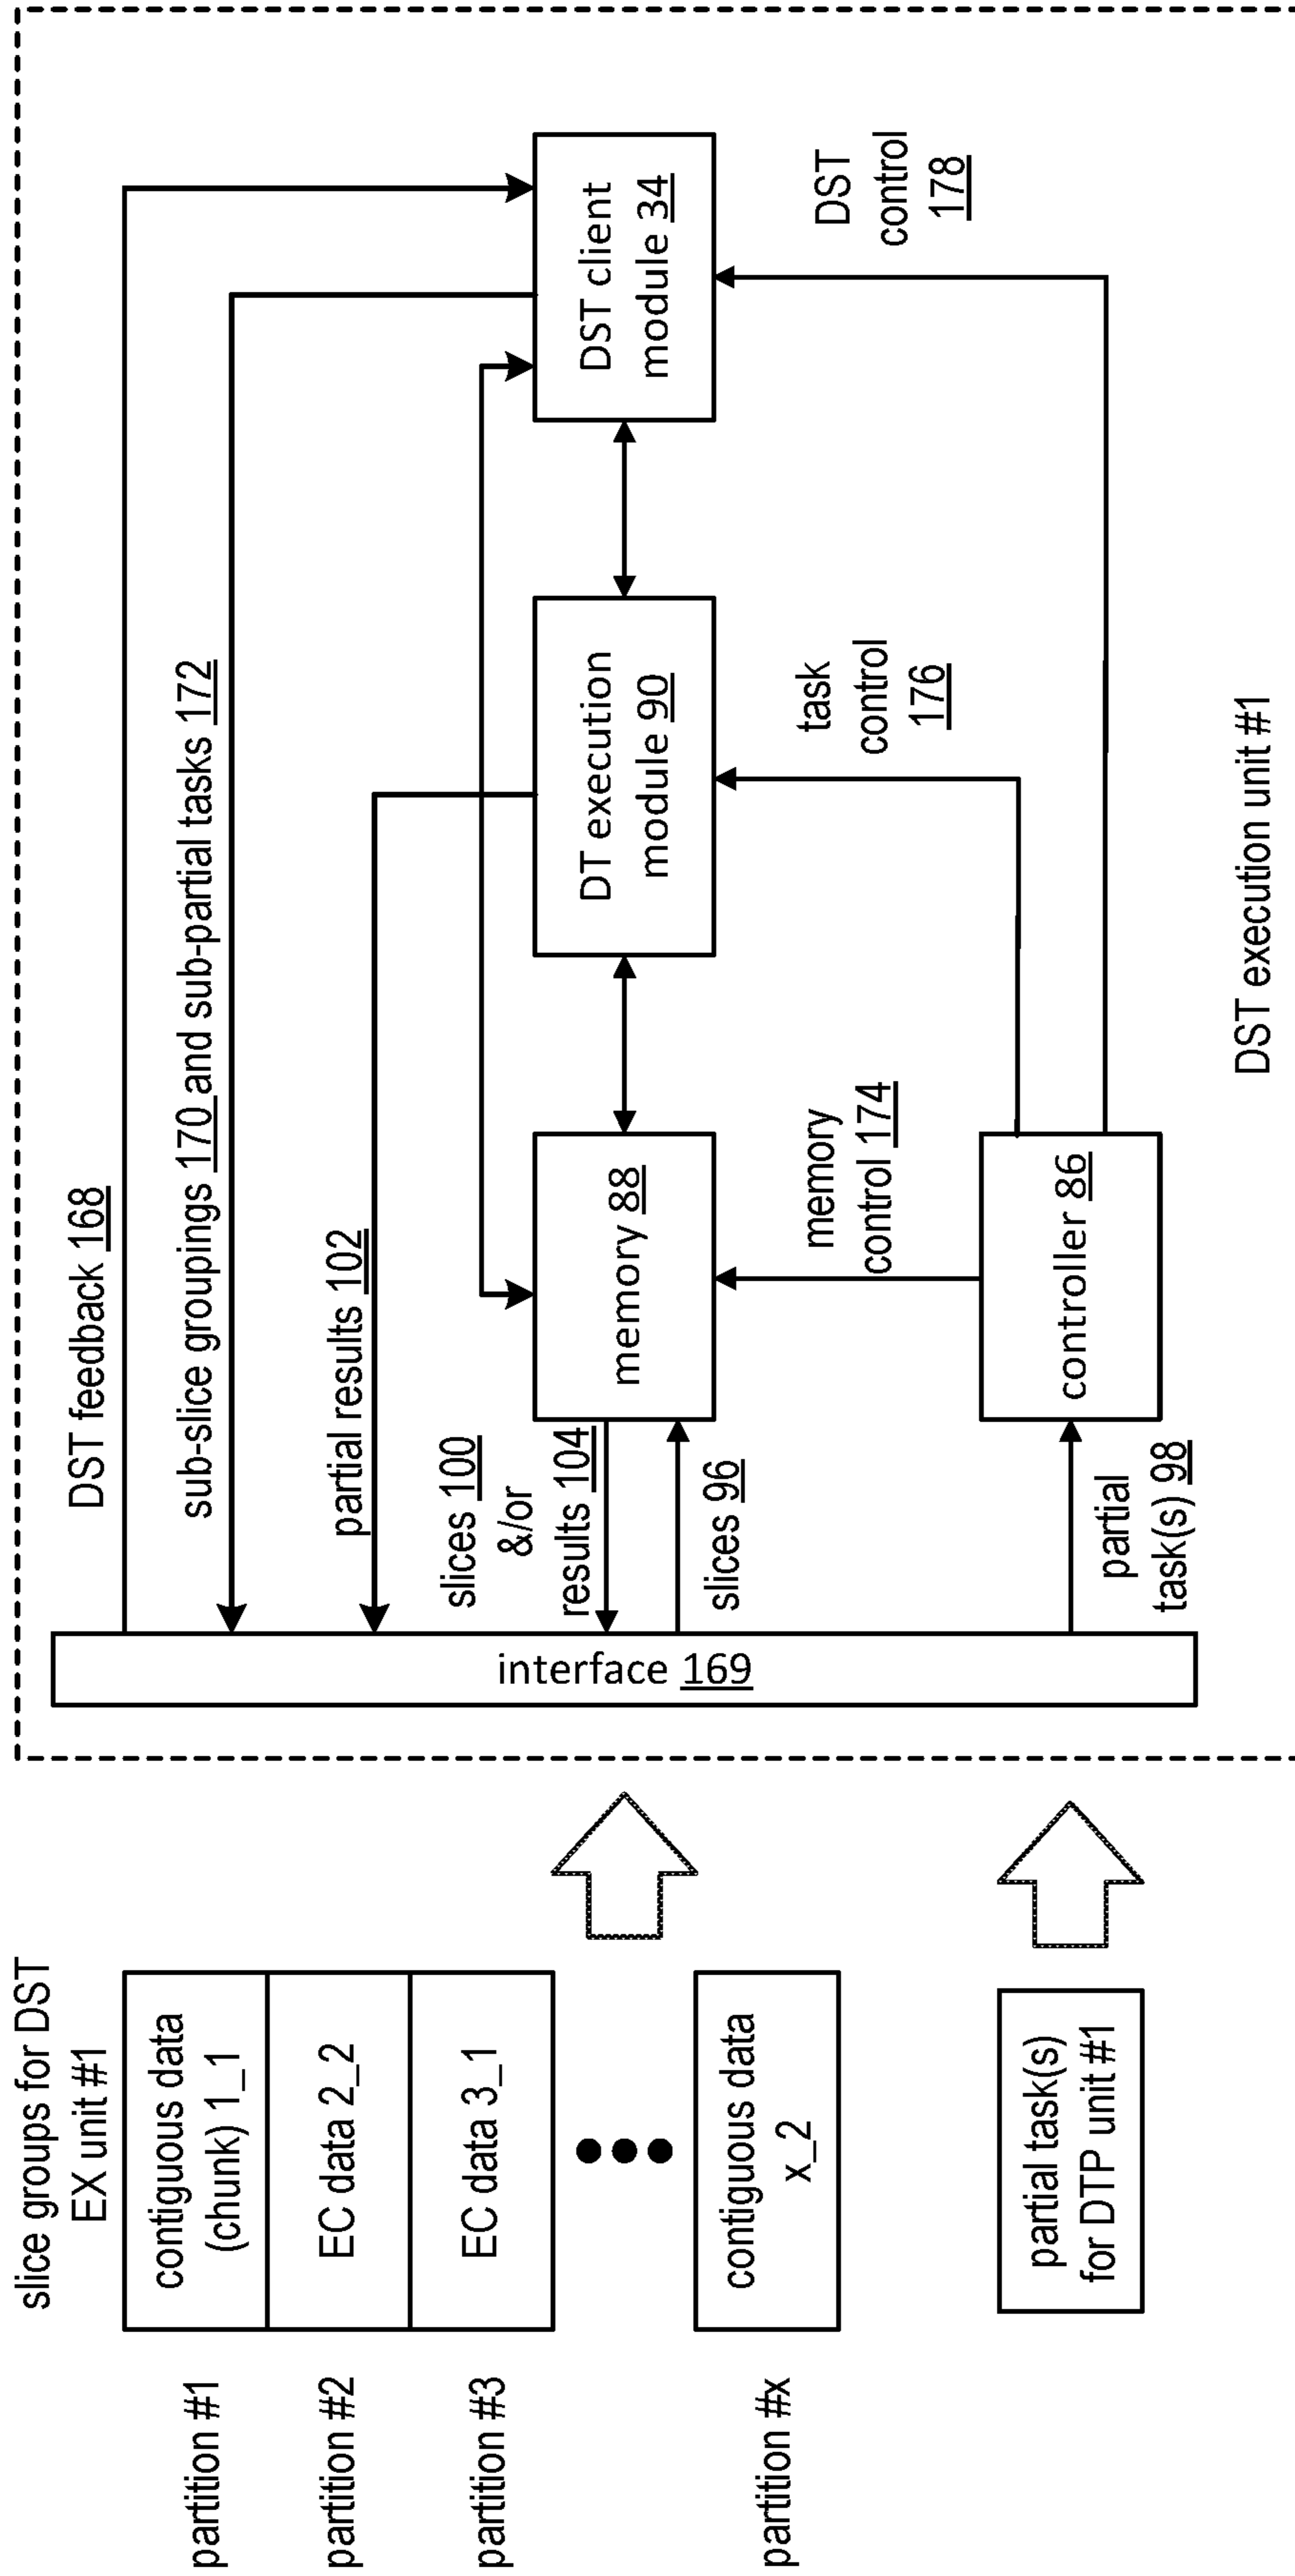 slice groups for DST
EX unit #1
partition #1
contiguous data
(chunk) 1_1
partition #2
EC data 2_2
partition #3
EC data 3_1
partition #x
contiguous data
x_2
partial task(s)
for DTP unit #1
interface 169
DST feedback 168
sub-slice groupings 170 and sub-partial tasks 172
partial results 102
slices 100
&/or
results 104
slices 96
partial
task(s) 98
memory 88
DT execution
module 90
DST client
module 34
memory
control 174
task
control
176
DST
control
178
controller 86
DST execution unit #1